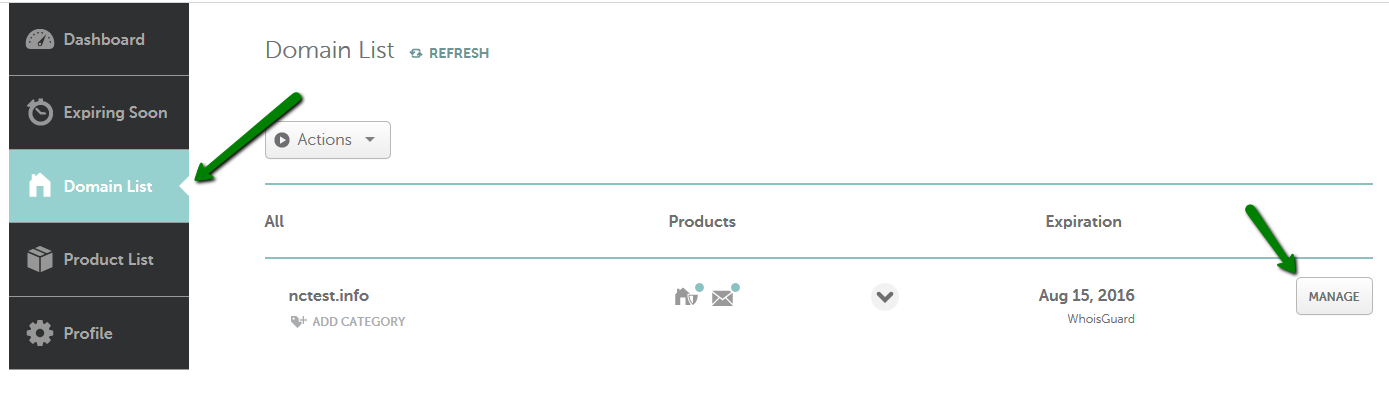 Dashboard
Expiring Soon
Domain List
Product List
Profile
Domain List REFRESH
Actions
All Products Expiration
nctest.info Aug 15, 2016 MANAGE
ADD CATEGORY WhoisGuard